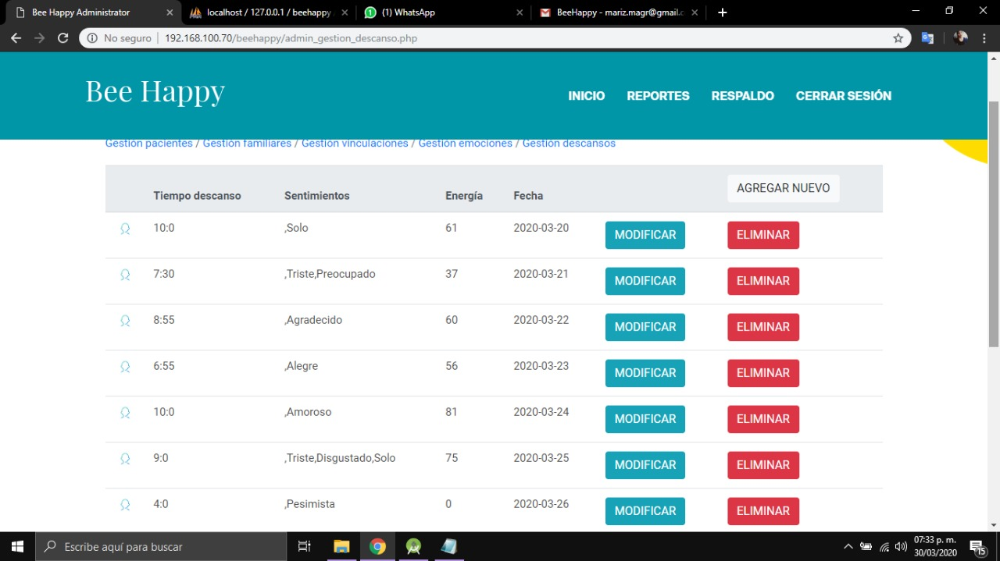 Bee Happy Administrator
localhost / 127.0.0.1 / beehappy
(1) WhatsApp
BeeHappy - mariz.magr@gmail.c
No seguro
192.168.100.70/beehappy/admin_gestion_descanso.php
Bee Happy
INICIO
REPORTES
RESPALDO
CERRAR SESIÓN
Gestión pacientes / Gestión familiares / Gestión vinculaciones / Gestión emociones / Gestión descansos
Tiempo descanso Sentimientos Energía Fecha AGREGAR NUEVO
10:0 ,Solo 61 2020-03-20 MODIFICAR ELIMINAR
7:30 ,Triste,Preocupado 37 2020-03-21 MODIFICAR ELIMINAR
8:55 ,Agradecido 60 2020-03-22 MODIFICAR ELIMINAR
6:55 ,Alegre 56 2020-03-23 MODIFICAR ELIMINAR
10:0 ,Amoroso 81 2020-03-24 MODIFICAR ELIMINAR
9:0 ,Triste,Disgustado,Solo 75 2020-03-25 MODIFICAR ELIMINAR
4:0 ,Pesimista 0 2020-03-26 MODIFICAR ELIMINAR
Escribe aquí para buscar
07:33 p. m.
30/03/2020
15